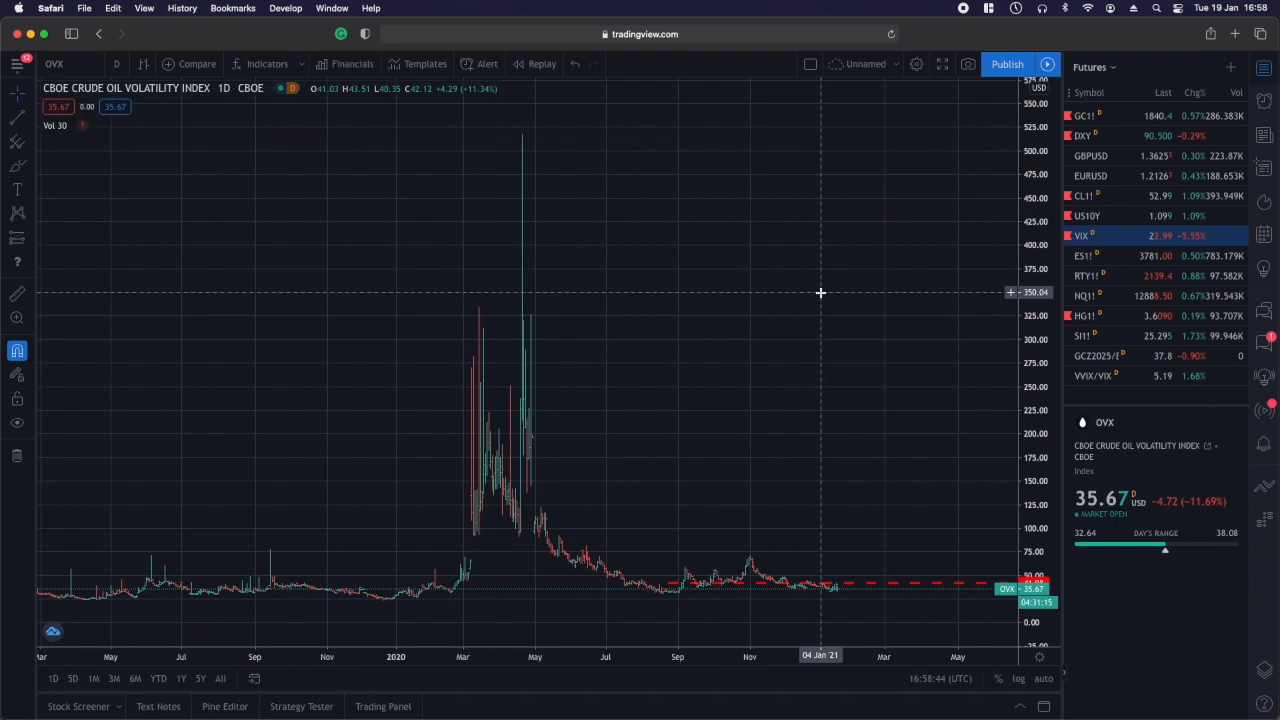 Safari File Edit View History Bookmarks Develop Window Help Tue 19 Jan 16:58
tradingview.com
12 OVX D Compare Indicators Financials Templates Alert Replay Unnamed Publish
CBOE CRUDE OIL VOLATILITY INDEX · 1D · CBOE D O41.03 H43.51 L40.35 C42.12 +4.29 (+11.34%)
35.67 0.00 35.67
Vol 30
575.00
USD
550.00
525.00
500.00
475.00
450.00
425.00
400.00
375.00
350.04
325.00
300.00
275.00
250.00
225.00
200.00
175.00
150.00
125.00
100.00
75.00
50.00
41.98
OVX 35.67
04:31:15
0.00
-25.00
Mar May Jul Sep Nov 2020 Mar May Jul Sep Nov 04 Jan '21 Mar May
1D 5D 1M 3M 6M YTD 1Y 5Y All 16:58:44 (UTC) % log auto
Stock Screener Text Notes Pine Editor Strategy Tester Trading Panel
Futures
Symbol Last Chg% Vol
GC1! D 1840.4 0.57% 286.383K
DXY D 90.500 −0.29%
GBPUSD 1.3625³ 0.30% 223.87K
EURUSD 1.2126³ 0.43% 188.653K
CL1! D 52.99 1.09% 393.949K
US10Y 1.099 1.09%
VIX D 22.99 −5.55%
ES1! D 3781.00 0.50% 783.179K
RTY1! D 2139.4 0.88% 97.582K
NQ1! D 12888.50 0.67% 319.543K
HG1! D 3.6090 0.19% 93.707K
SI1! D 25.295 1.73% 99.946K
GCZ2025/ D 37.8 −0.90% 0
VVIX/VIX D 5.19 1.68%
OVX
CBOE CRUDE OIL VOLATILITY INDEX •
CBOE
Index
35.67 D USD −4.72 (−11.69%)
MARKET OPEN
32.64 DAY'S RANGE 38.08
1